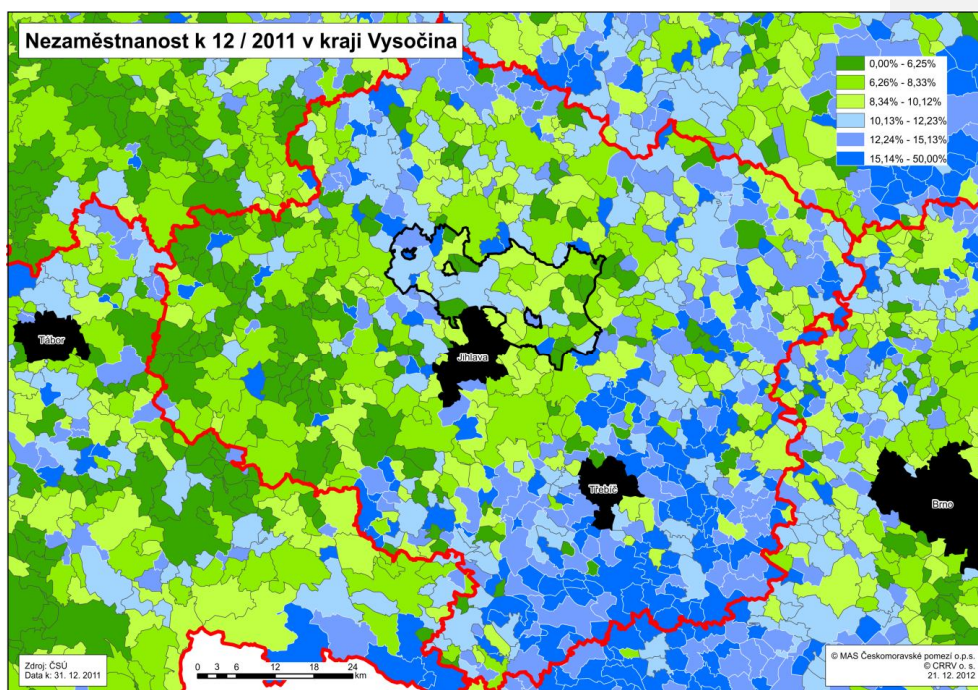 Nezaměstnanost k 12 / 2011 v kraji Vysočina
0,00% - 6,25%
6,26% - 8,33%
8,34% - 10,12%
10,13% - 12,23%
12,24% - 15,13%
15,14% - 50,00%
Tábor
Jihlava
Třebíč
Brno
Zdroj: ČSÚ
Data k: 31. 12. 2011
0 3 6 12 18 24
km
© MAS Českomoravské pomezí o.p.s.
© CRRV o. s.
21. 12. 2012